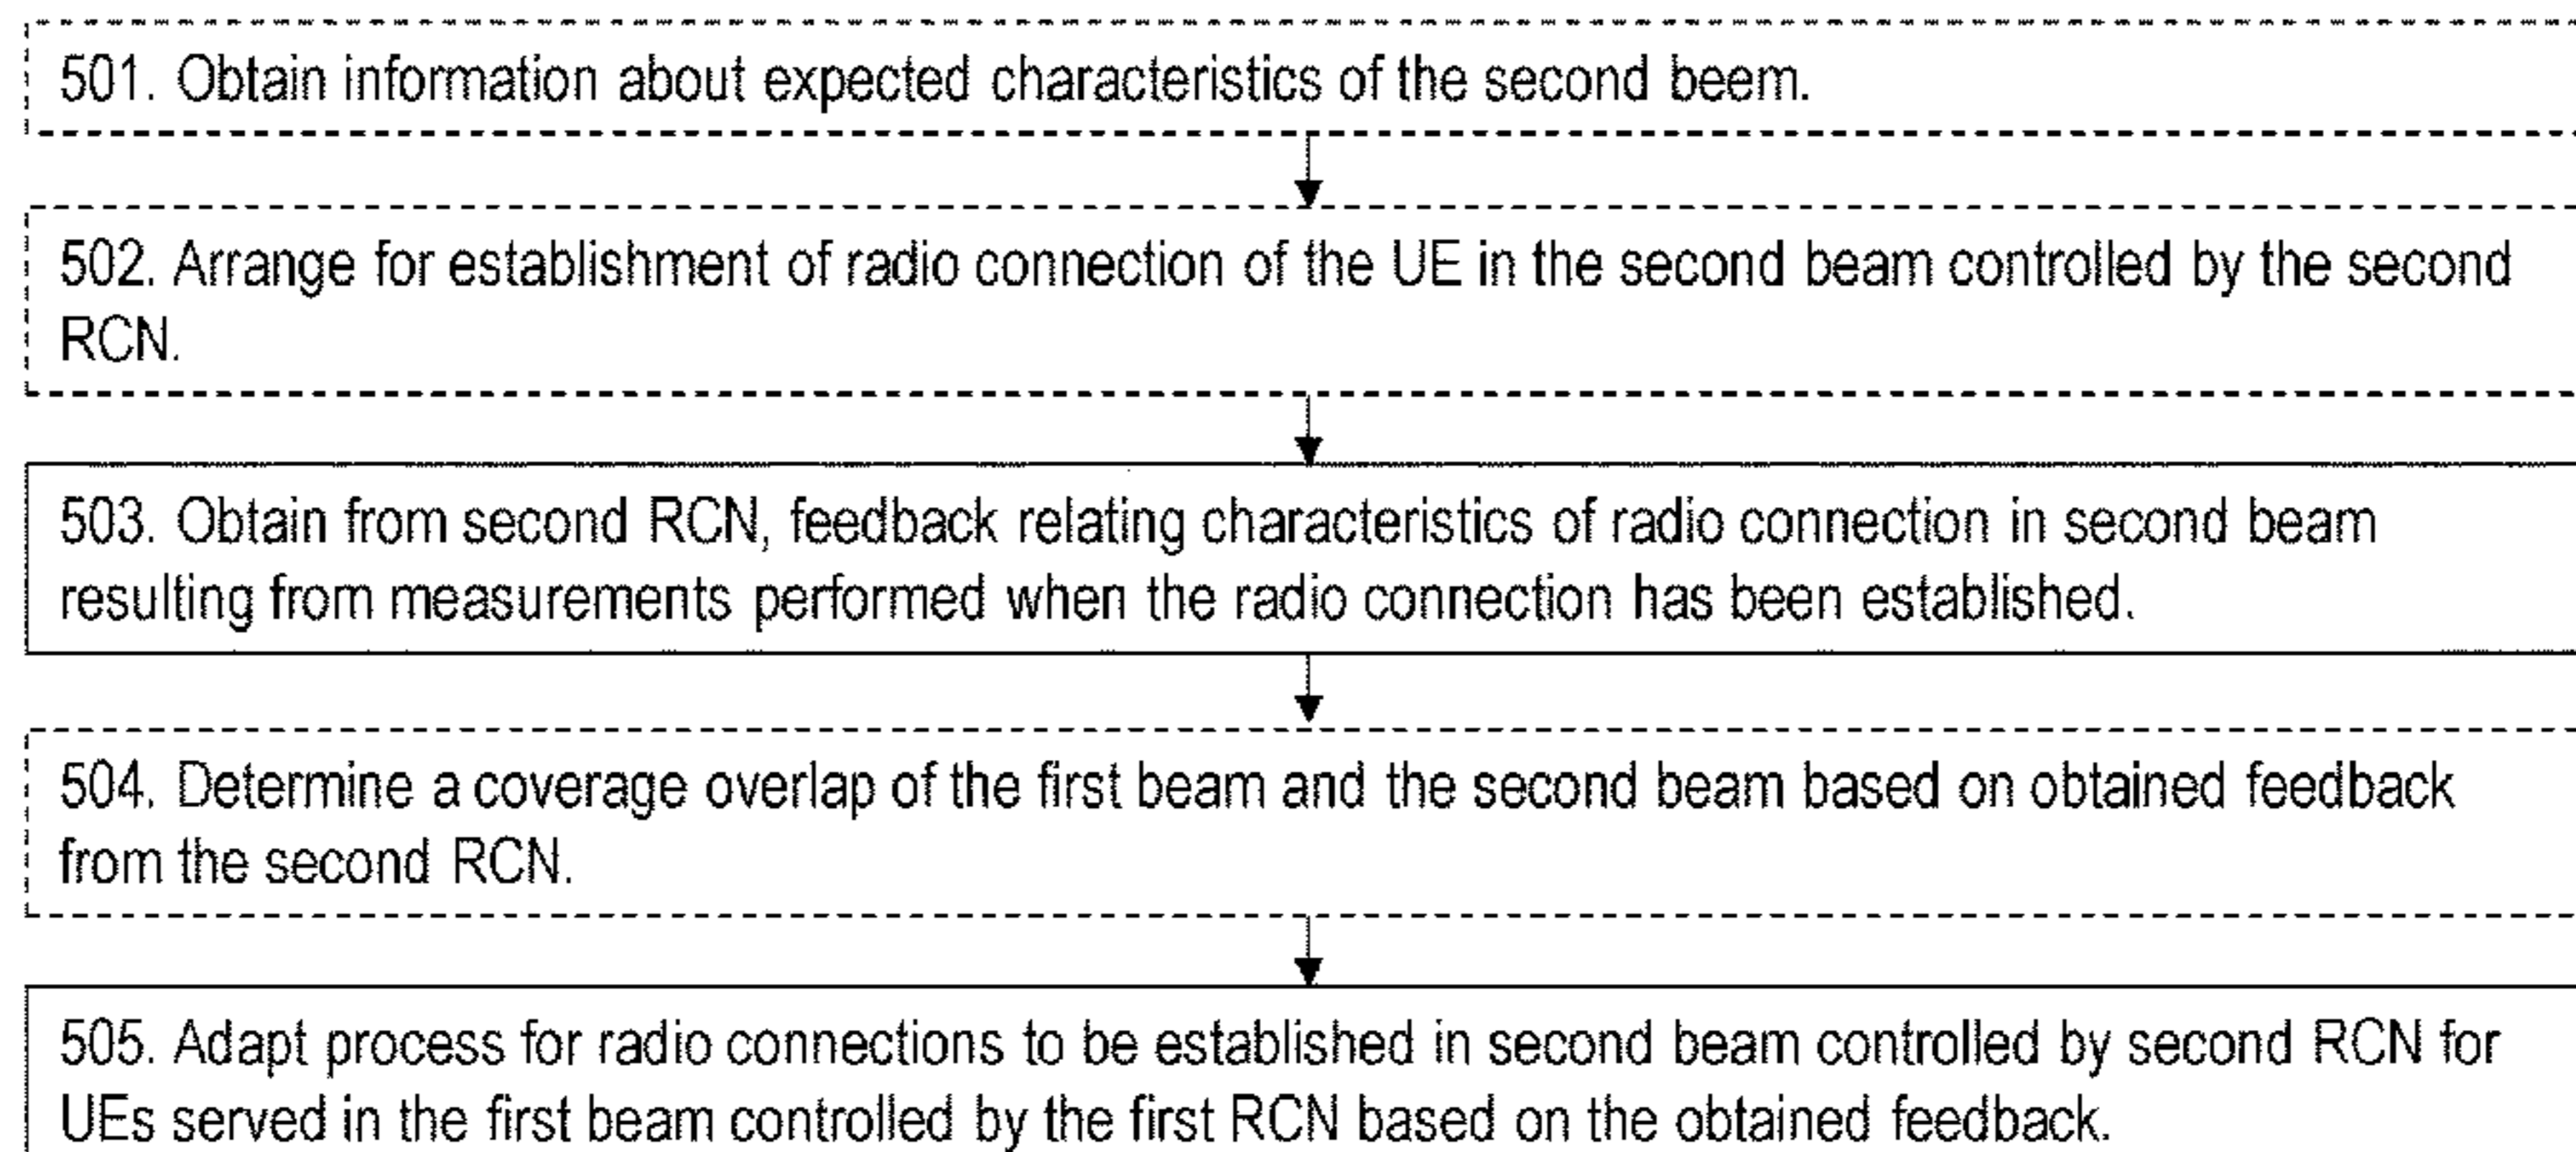 501. Obtain information about expected characteristics of the second beem.
502. Arrange for establishment of radio connection of the UE in the second beam controlled by the second
RCN.
503. Obtain from second RCN, feedback relating characteristics of radio connection in second beam
resulting from measurements performed when the radio connection has been established.
504. Determine a coverage overlap of the first beam and the second beam based on obtained feedback
from the second RCN.
505. Adapt process for radio connections to be established in second beam controlled by second RCN for
UEs served in the first beam controlled by the first RCN based on the obtained feedback.